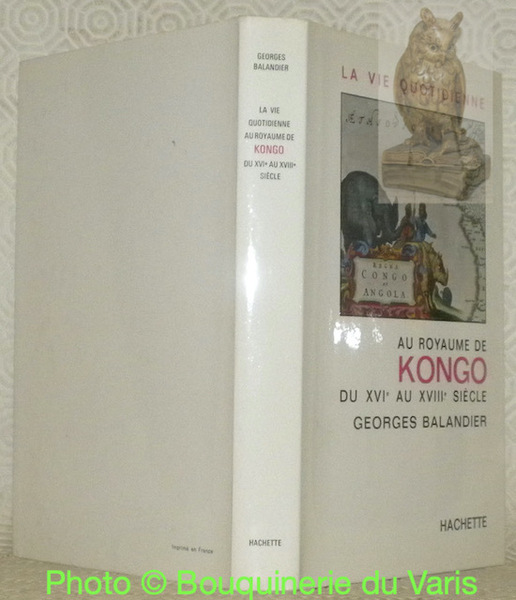 GEORGES
BALANDIER
LA VIE
QUOTIDIENNE
AU ROYAUME DE
KONGO
DU XVIᵉ AU XVIIIᵉ
SIÈCLE
HACHETTE
Imprimé en France
LA VIE QUOTIDIENNE
REGNA
CONGO
et
ANGOLA
AU ROYAUME DE
KONGO
DU XVIᵉ AU XVIIIᵉ SIÈCLE
GEORGES BALANDIER
HACHETTE
Photo © Bouquinerie du Varis